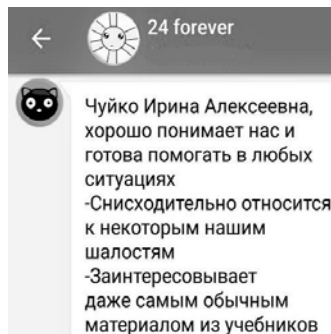 24 forever
Чуйко Ирина Алексеевна,
хорошо понимает нас и
готова помогать в любых
ситуациях
-Снисходительно относится
к некоторым нашим
шалостям
-Заинтересовывает
даже самым обычным
материалом из учебников